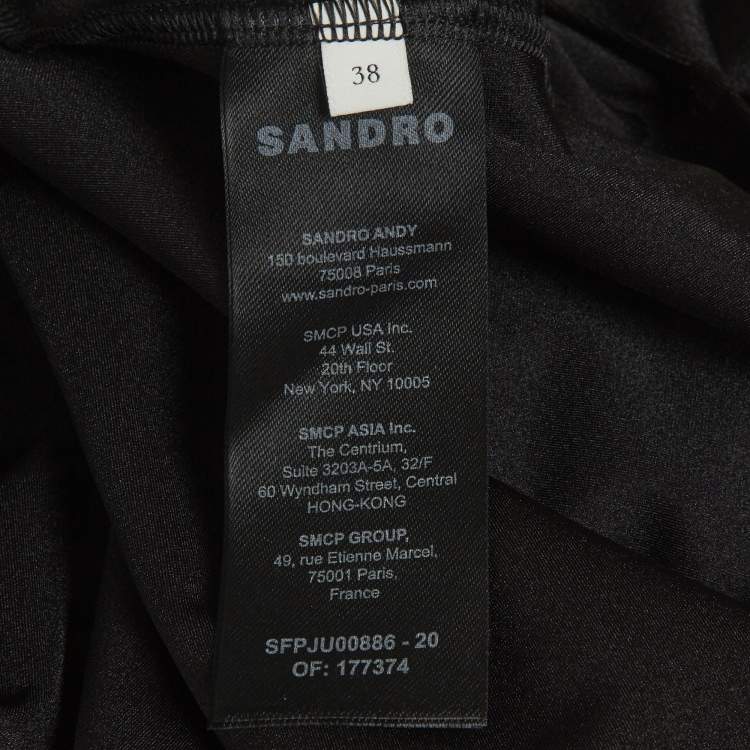 38
SANDRO
SANDRO ANDY
150 boulevard Haussmann
75008 Paris
www.sandro-paris.com
SMCP USA Inc.
44 Wall St.
20th Floor
New York, NY 10005
SMCP ASIA Inc.
The Centrium,
Suite 3203A-5A, 32/F
60 Wyndham Street, Central
HONG-KONG
SMCP GROUP,
49, rue Etienne Marcel,
75001 Paris,
France
SFPJU00886 - 20
OF: 177374